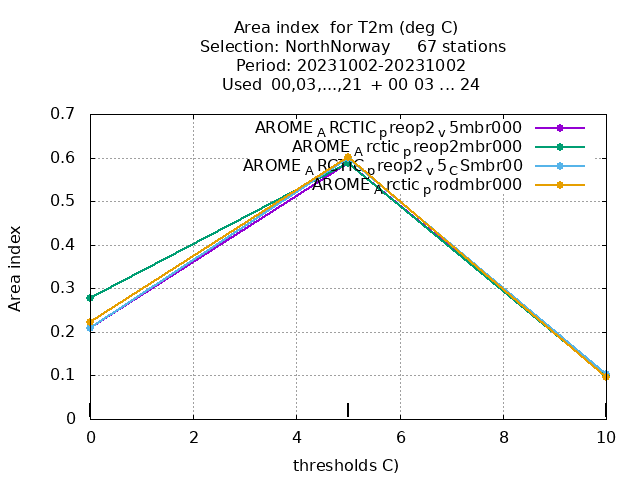 Area index  for T2m (deg C)
Selection: NorthNorway     67 stations
Period: 20231002-20231002
Used  00,03,...,21  + 00 03 ... 24
Area index
0.7
0.6
0.5
0.4
0.3
0.2
0.1
0
AROME_ARCTIC_preop2_v5mbr000
AROME_Arctic_preop2mbr000
AROME_ARCTIC_preop2_v5_CSmbr00
AROME_Arctic_prodmbr000
0 2 4 6 8 10
thresholds C)